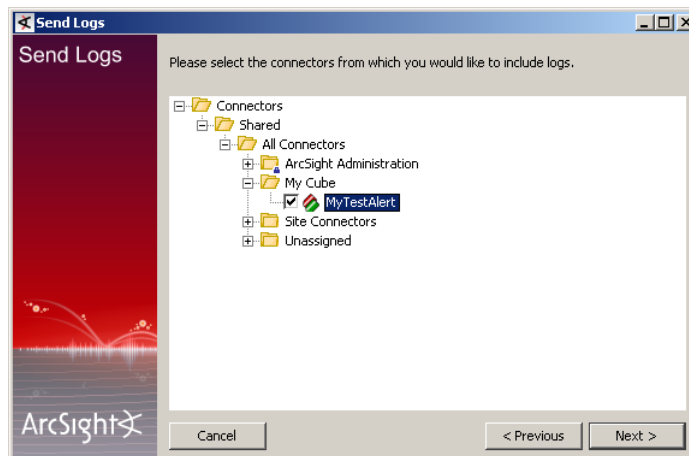 Send Logs
Send Logs
Please select the connectors from which you would like to include logs.
Connectors
Shared
All Connectors
ArcSight Administration
My Cube
MyTestAlert
Site Connectors
Unassigned
ArcSight
Cancel
< Previous
Next >